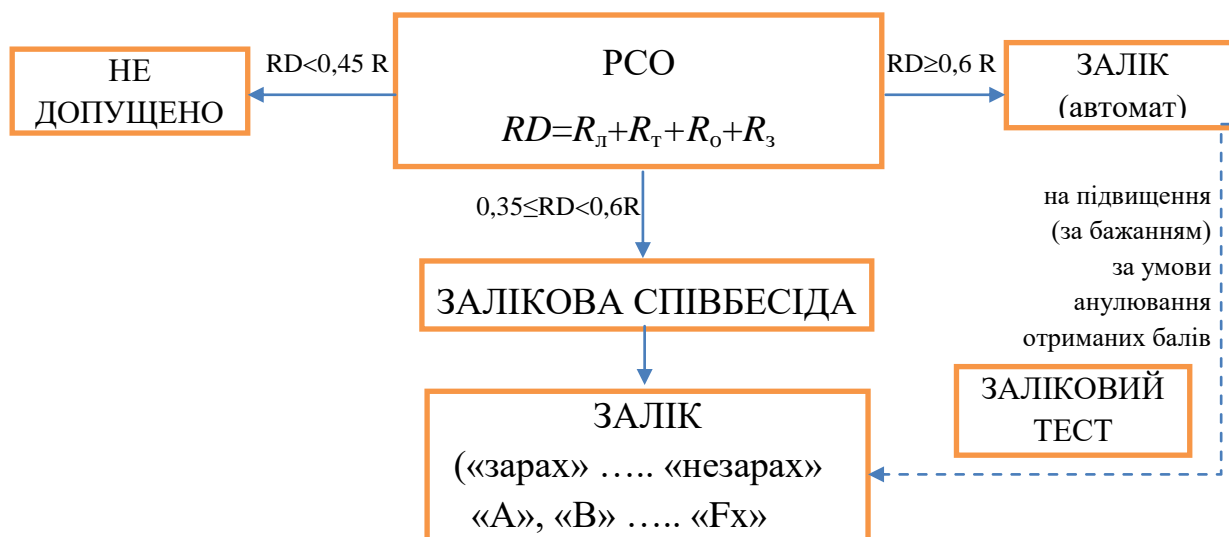 НЕ
ДОПУЩЕНО
RD<0,45 R
РСО
RD=Rл+Rт+Rо+Rз
RD≥0,6 R
ЗАЛІК
(автомат)
0,35≤RD<0,6R
на підвищення
(за бажанням)
за умови
анулювання
отриманих балів
ЗАЛІКОВА СПІВБЕСІДА
ЗАЛІКОВИЙ
ТЕСТ
ЗАЛІК
(«зарах» ….. «незарах»
«А», «В» ….. «Fx»